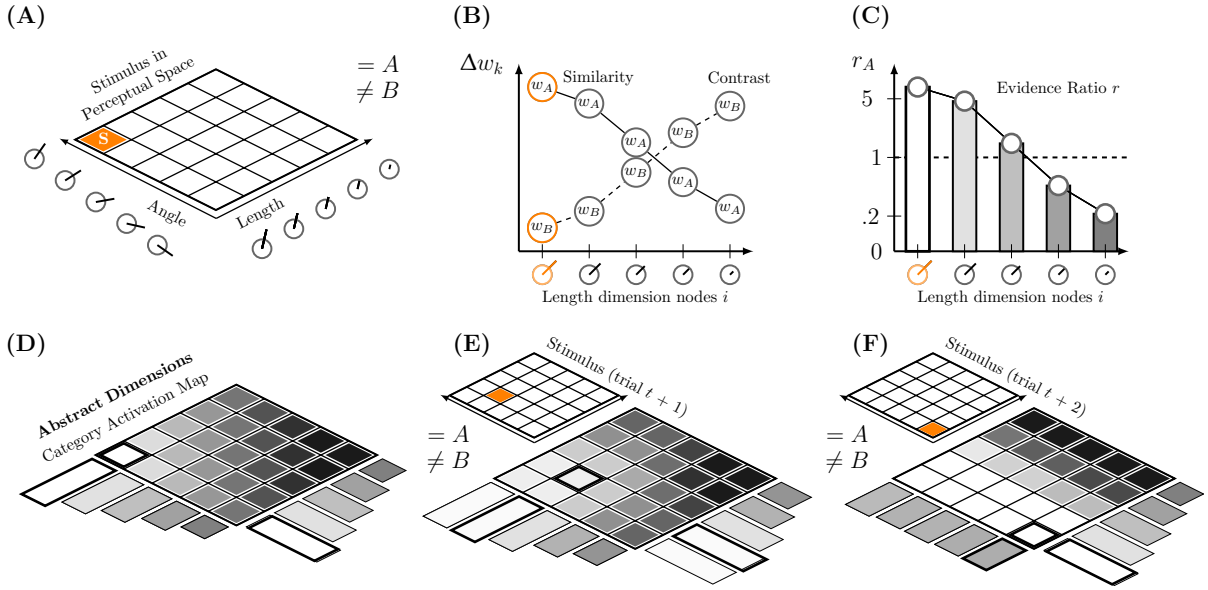 (A)
Stimulus in
Perceptual Space
= A
≠ B
S
Angle
Length
(B)
Δw_k
Similarity
Contrast
w_A
w_A
w_A
w_A
w_A
w_B
w_B
w_B
w_B
w_B
Length dimension nodes i
(C)
r_A
Evidence Ratio r
5
1
.2
0
Length dimension nodes i
(D)
Abstract Dimensions
Category Activation Map
(E)
Stimulus (trial t + 1)
= A
≠ B
(F)
Stimulus (trial t + 2)
= A
≠ B